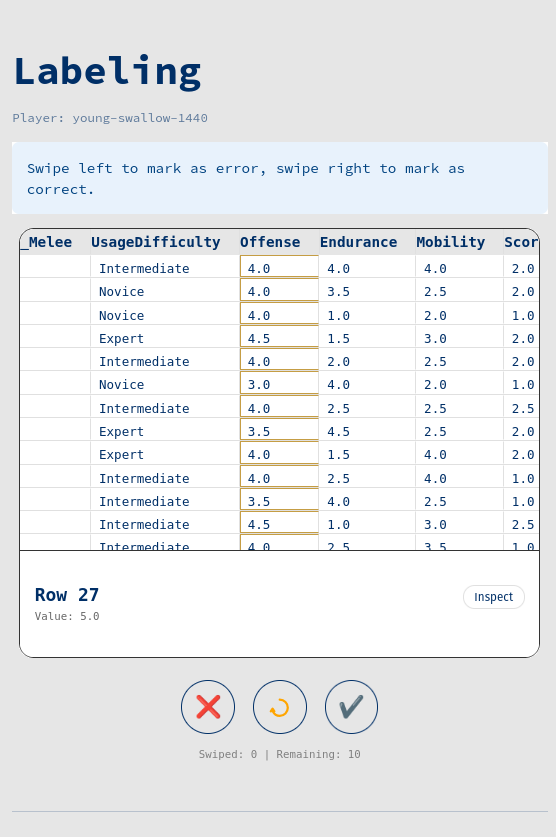 Labeling
Player: young-swallow-1440
Swipe left to mark as error, swipe right to mark as
correct.
_Melee UsageDifficulty Offense Endurance Mobility Scor
Intermediate 4.0 4.0 4.0 2.0
Novice 4.0 3.5 2.5 2.0
Novice 4.0 1.0 2.0 1.0
Expert 4.5 1.5 3.0 2.0
Intermediate 4.0 2.0 2.5 2.0
Novice 3.0 4.0 2.0 1.0
Intermediate 4.0 2.5 2.5 2.5
Expert 3.5 4.5 2.5 2.0
Expert 4.0 1.5 4.0 2.0
Intermediate 4.0 2.5 4.0 1.0
Intermediate 3.5 4.0 2.5 1.0
Intermediate 4.5 1.0 3.0 2.5
Intermediate 4.0 2.5 3.5 1.0
Row 27
Value: 5.0
Inspect
Swiped: 0 | Remaining: 10